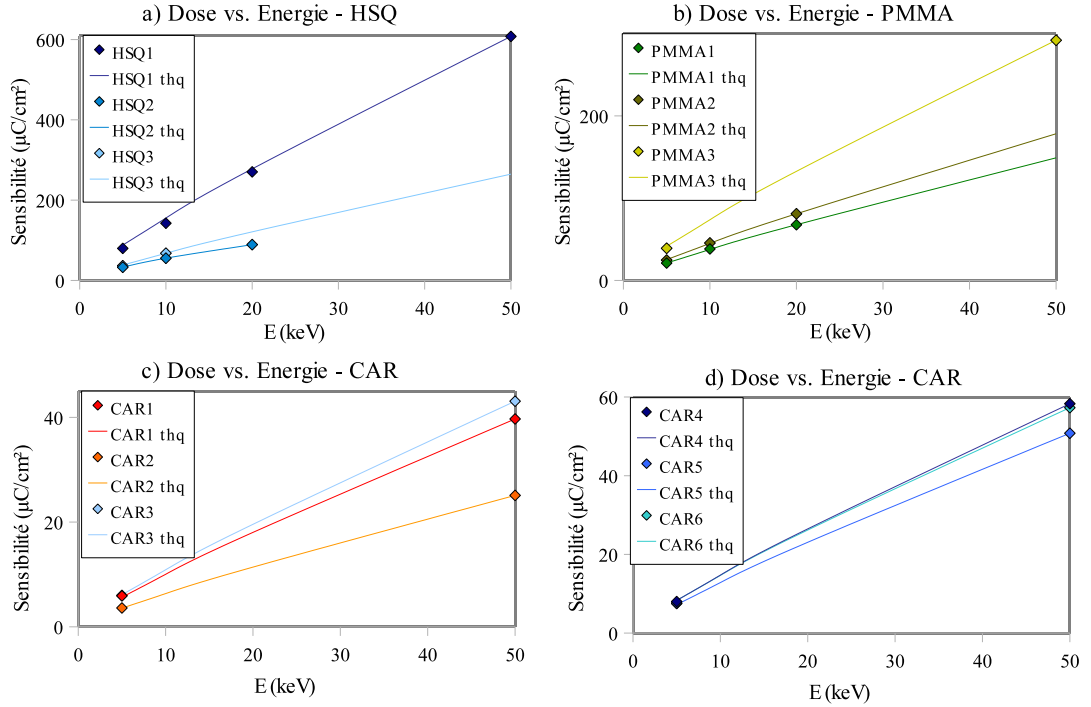 a) Dose vs. Energie - HSQ
Sensibilité (µC/cm²)
600
400
200
0
HSQ1
HSQ1 thq
HSQ2
HSQ2 thq
HSQ3
HSQ3 thq
0 10 20 30 40 50
E (keV)
b) Dose vs. Energie - PMMA
Sensibilité (µC/cm²)
200
0
PMMA1
PMMA1 thq
PMMA2
PMMA2 thq
PMMA3
PMMA3 thq
0 10 20 30 40 50
E (keV)
c) Dose vs. Energie - CAR
Sensibilité (µC/cm²)
40
20
0
CAR1
CAR1 thq
CAR2
CAR2 thq
CAR3
CAR3 thq
0 10 20 30 40 50
E (keV)
d) Dose vs. Energie - CAR
Sensibilité (µC/cm²)
60
40
20
0
CAR4
CAR4 thq
CAR5
CAR5 thq
CAR6
CAR6 thq
0 10 20 30 40 50
E (keV)